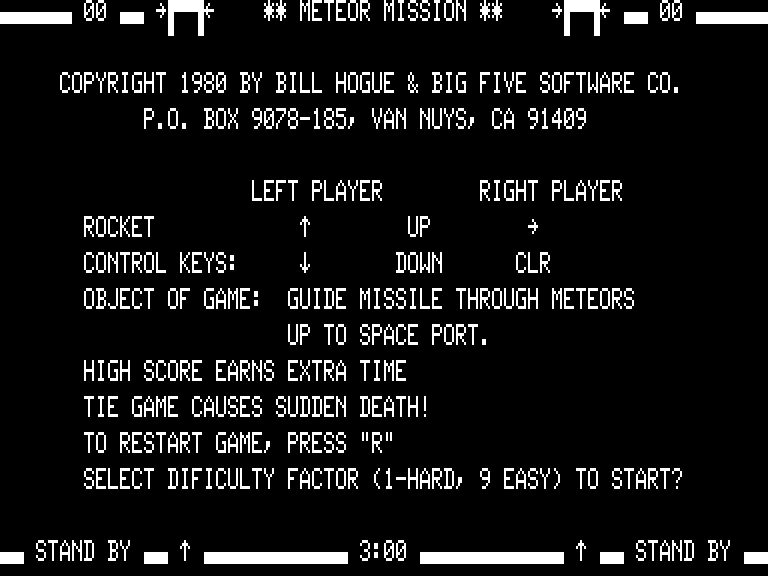 00 → ← ** METEOR MISSION ** → ← 00
COPYRIGHT 1980 BY BILL HOGUE & BIG FIVE SOFTWARE CO.
P.O. BOX 9078-185, VAN NUYS, CA 91409
LEFT PLAYER RIGHT PLAYER
ROCKET ↑ UP →
CONTROL KEYS: ↓ DOWN CLR
OBJECT OF GAME: GUIDE MISSILE THROUGH METEORS
UP TO SPACE PORT.
HIGH SCORE EARNS EXTRA TIME
TIE GAME CAUSES SUDDEN DEATH!
TO RESTART GAME, PRESS "R"
SELECT DIFICULTY FACTOR (1-HARD, 9 EASY) TO START?
STAND BY ↑ 3:00 ↑ STAND BY